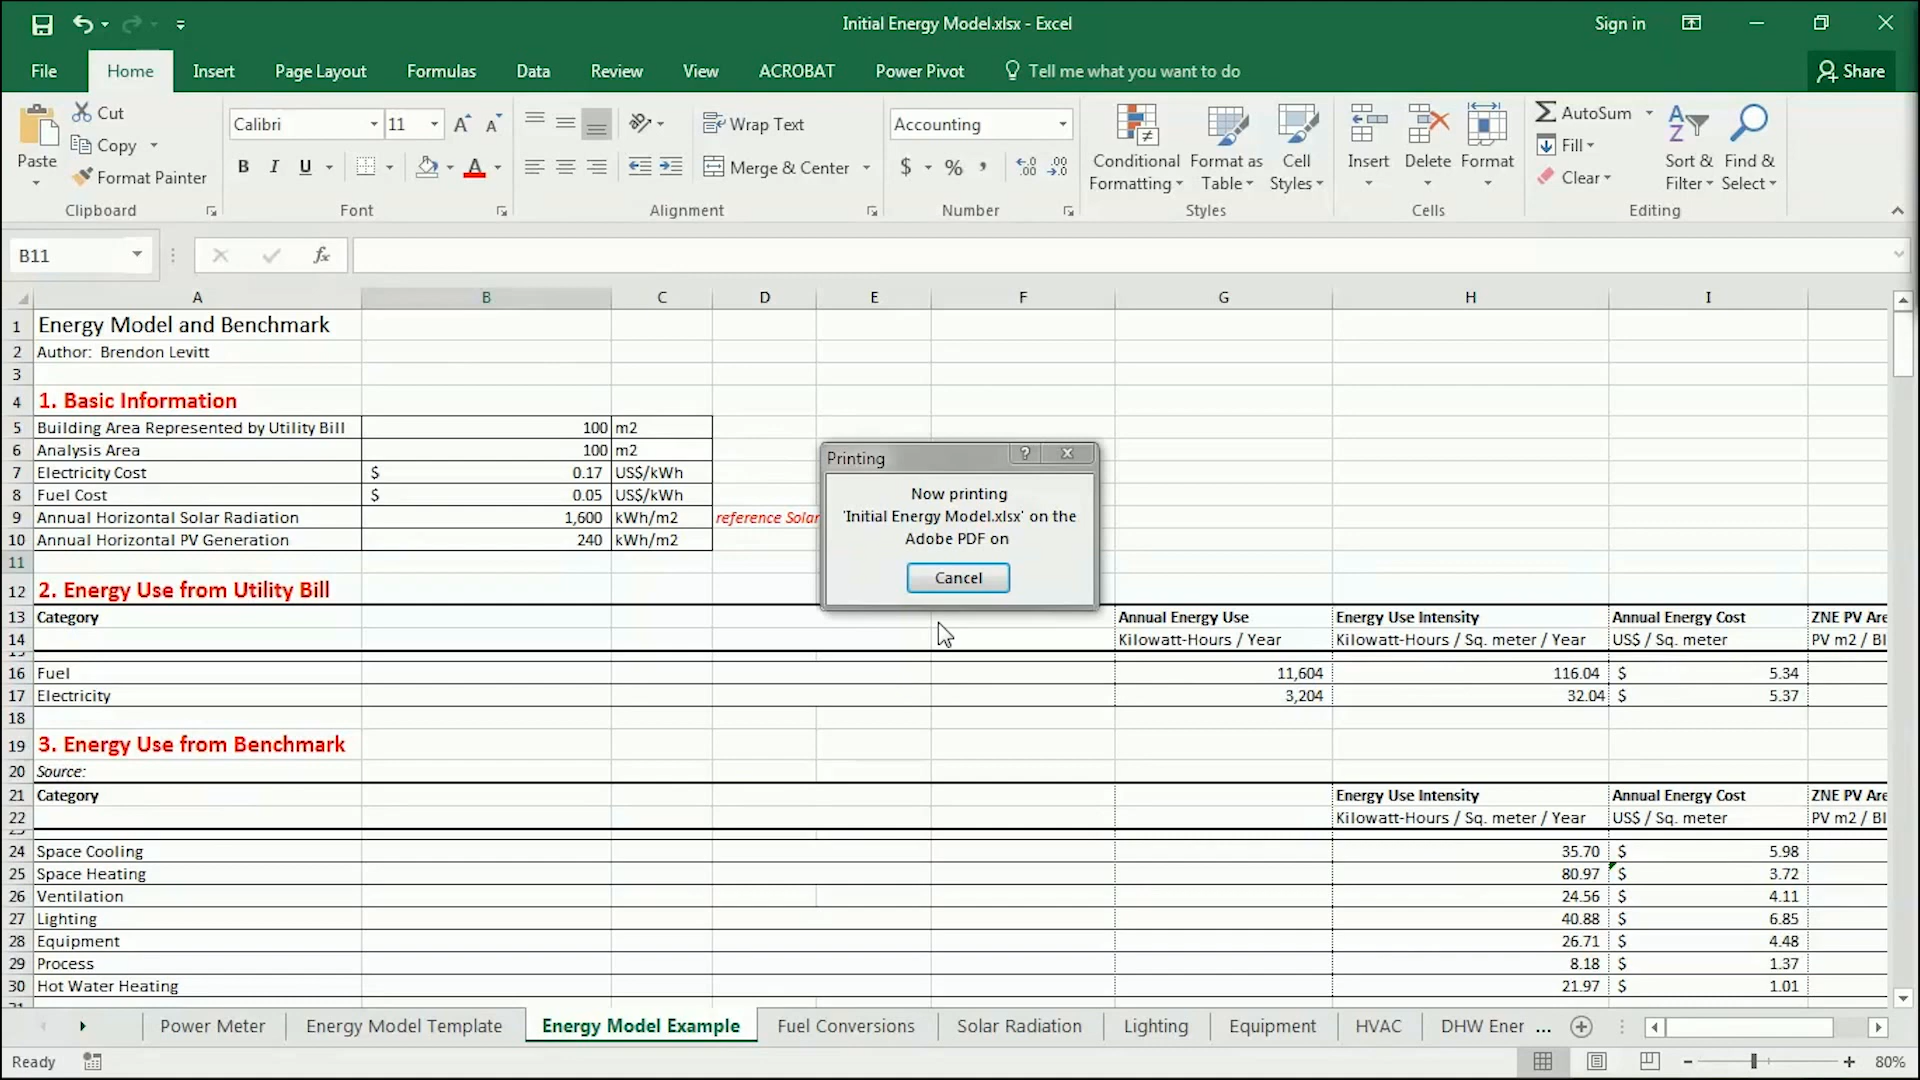 Initial Energy Model.xlsx - Excel
Sign in
File Home Insert Page Layout Formulas Data Review View ACROBAT Power Pivot Tell me what you want to do Share
Paste
Cut
Copy
Format Painter
Clipboard
Calibri 11
B I U
Font
Wrap Text
Merge & Center
Alignment
Accounting
$ % ,
Number
Conditional Formatting
Format as Table
Cell Styles
Styles
Insert Delete Format
Cells
AutoSum
Fill
Clear
Sort & Filter
Find & Select
Editing
B11 fx
A B C D E F G H I
1 Energy Model and Benchmark
2 Author: Brendon Levitt
3
4 1. Basic Information
5 Building Area Represented by Utility Bill 100 m2
6 Analysis Area 100 m2
7 Electricity Cost $ 0.17 US$/kWh
8 Fuel Cost $ 0.05 US$/kWh
9 Annual Horizontal Solar Radiation 1,600 kWh/m2 reference Solar
10 Annual Horizontal PV Generation 240 kWh/m2
11
12 2. Energy Use from Utility Bill
13 Category Annual Energy Use Energy Use Intensity Annual Energy Cost ZNE PV Are
14 Kilowatt-Hours / Year Kilowatt-Hours / Sq. meter / Year US$ / Sq. meter PV m2 / Bl
16 Fuel 11,604 116.04 $ 5.34
17 Electricity 3,204 32.04 $ 5.37
18
19 3. Energy Use from Benchmark
20 Source:
21 Category Energy Use Intensity Annual Energy Cost ZNE PV Are
22 Kilowatt-Hours / Sq. meter / Year US$ / Sq. meter PV m2 / Bl
24 Space Cooling 35.70 $ 5.98
25 Space Heating 80.97 $ 3.72
26 Ventilation 24.56 $ 4.11
27 Lighting 40.88 $ 6.85
28 Equipment 26.71 $ 4.48
29 Process 8.18 $ 1.37
30 Hot Water Heating 21.97 $ 1.01
Printing
Now printing
'Initial Energy Model.xlsx' on the
Adobe PDF on
Cancel
Power Meter Energy Model Template Energy Model Example Fuel Conversions Solar Radiation Lighting Equipment HVAC DHW Ener ...
Ready 80%